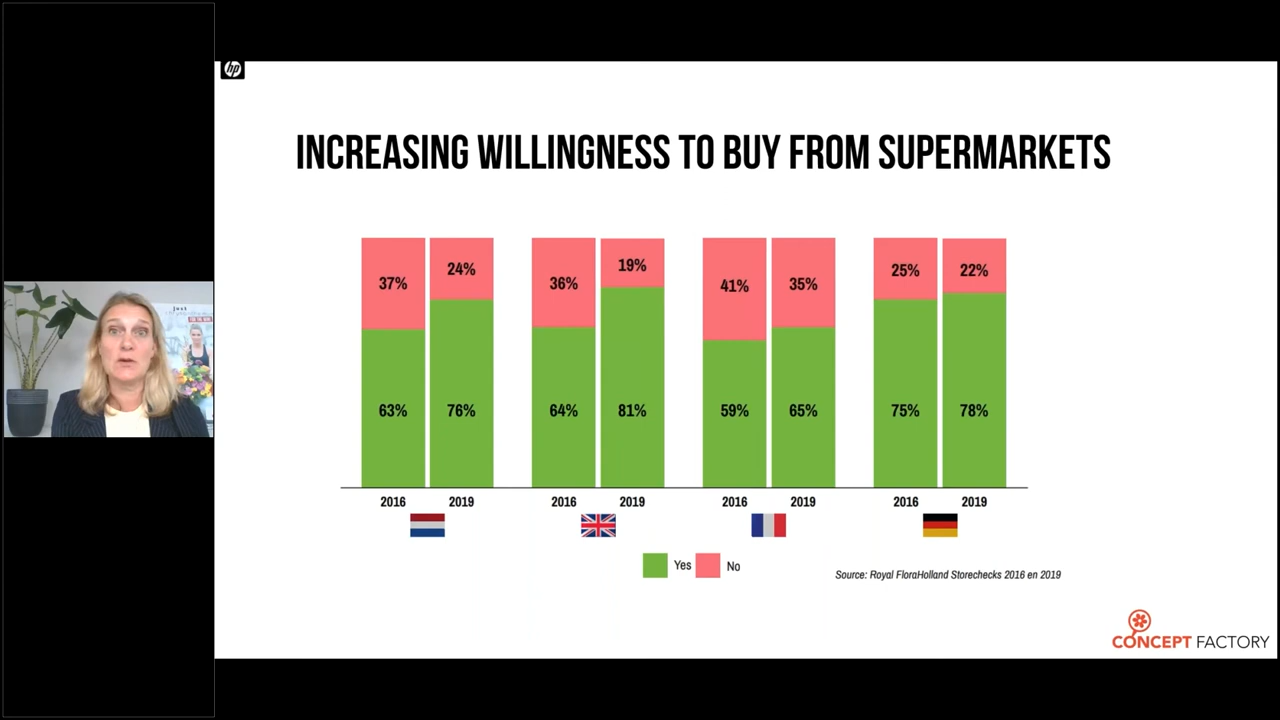 hp
INCREASING WILLINGNESS TO BUY FROM SUPERMARKETS
37% 24% 36% 19% 41% 35% 25% 22%
63% 76% 64% 81% 59% 65% 75% 78%
2016 2019 2016 2019 2016 2019 2016 2019
Yes No
Source: Royal FloraHolland Storechecks 2016 en 2019
CONCEPT FACTORY
just